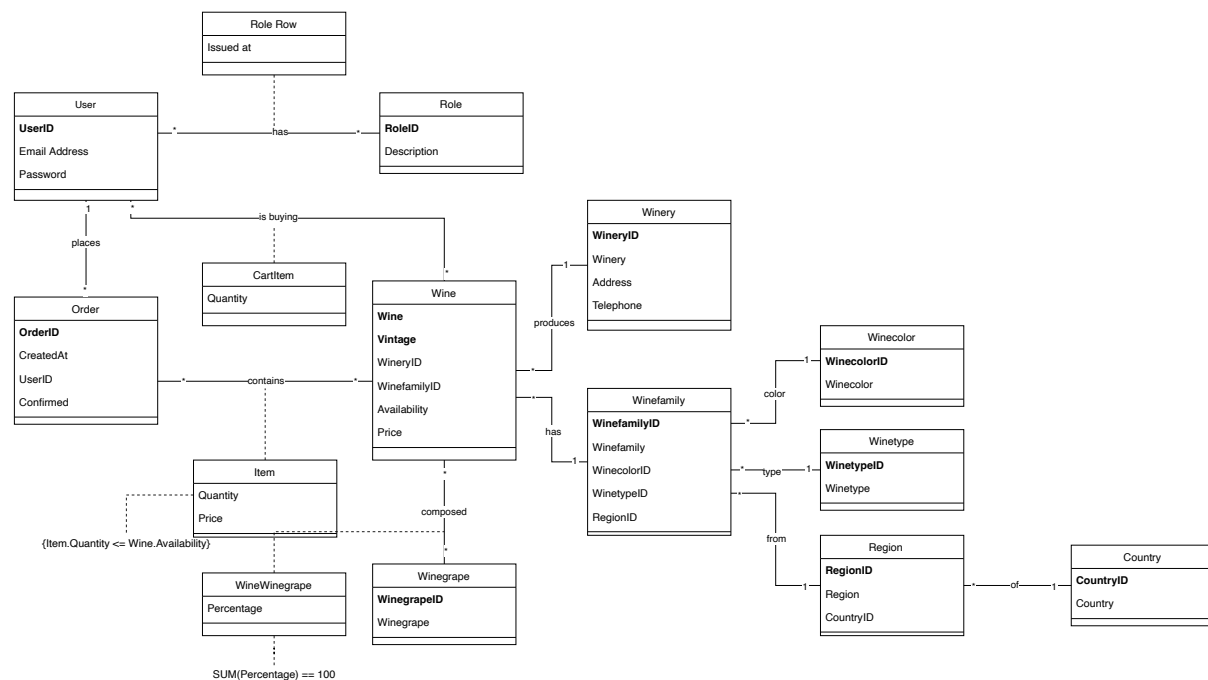 Role Row
Issued at
User
UserID
Email Address
Password
*
has
*
Role
RoleID
Description
1
places
*
*
is buying
*
CartItem
Quantity
Order
OrderID
CreatedAt
UserID
Confirmed
*
contains
*
Wine
Wine
Vintage
WineryID
WinefamilyID
Availability
Price
*
produces
1
Winery
WineryID
Winery
Address
Telephone
*
has
1
Winefamily
WinefamilyID
Winefamily
WinecolorID
WinetypeID
RegionID
*
color
1
Winecolor
WinecolorID
Winecolor
*
type
1
Winetype
WinetypeID
Winetype
*
from
1
Region
RegionID
Region
CountryID
*
of
1
Country
CountryID
Country
Item
Quantity
Price
{Item.Quantity <= Wine.Availability}
*
composed
*
WineWinegrape
Percentage
SUM(Percentage) == 100
Winegrape
WinegrapeID
Winegrape